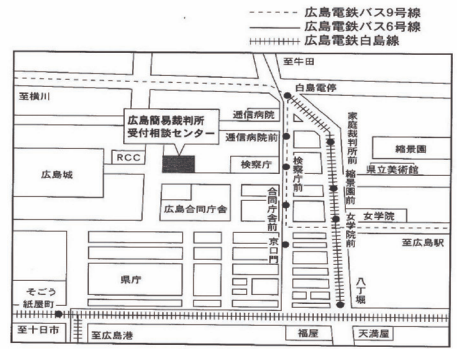 広島電鉄バス9号線
広島電鉄バス6号線
広島電鉄白島線
至牛田
白島電停
至横川
逓信病院
広島簡易裁判所
受付相談センター
逓信病院前
家庭裁判所前
縮景園
RCC
検察庁
検察庁前
県立美術館
広島城
縮景園前
広島合同庁舎
合同庁舎前
女学院
女学院前
京口門
至広島駅
県庁
そごう
紙屋町
八丁堀
至十日市
至広島港
福屋
天満屋